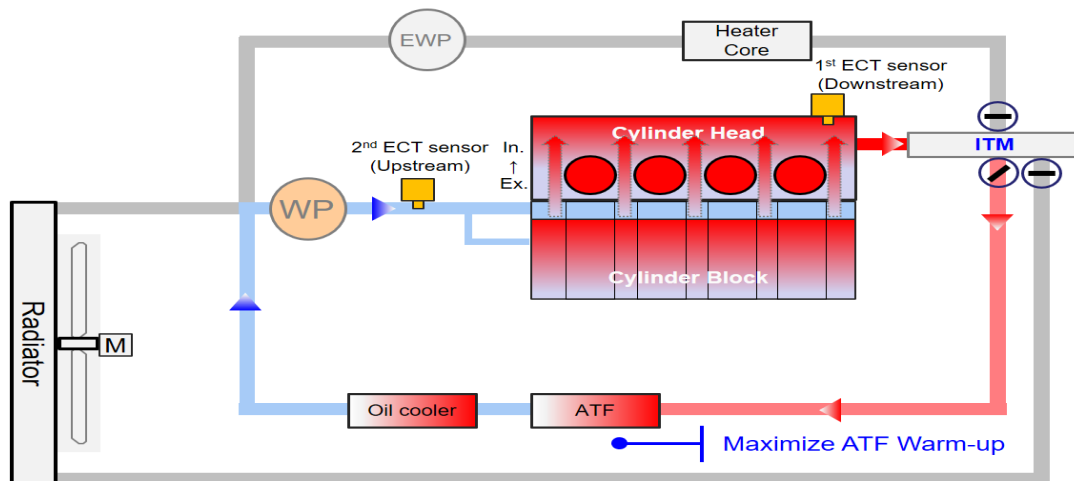 EWP
Heater
Core
1st ECT sensor
(Downstream)
2nd ECT sensor
(Upstream)
In.
↑
Ex.
Cylinder Head
ITM
WP
Cylinder Block
Radiator
M
Oil cooler
ATF
Maximize ATF Warm-up